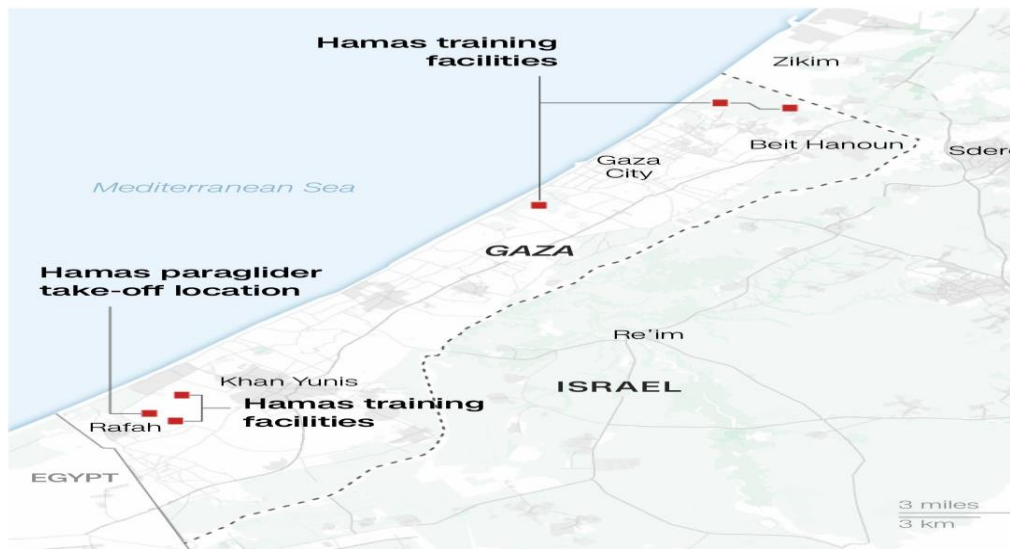 Hamas training
facilities
Zikim
Beit Hanoun
Gaza
City
Mediterranean Sea
GAZA
Hamas paraglider
take-off location
Re'im
ISRAEL
Khan Yunis
Hamas training
facilities
Rafah
EGYPT
3 miles
3 km